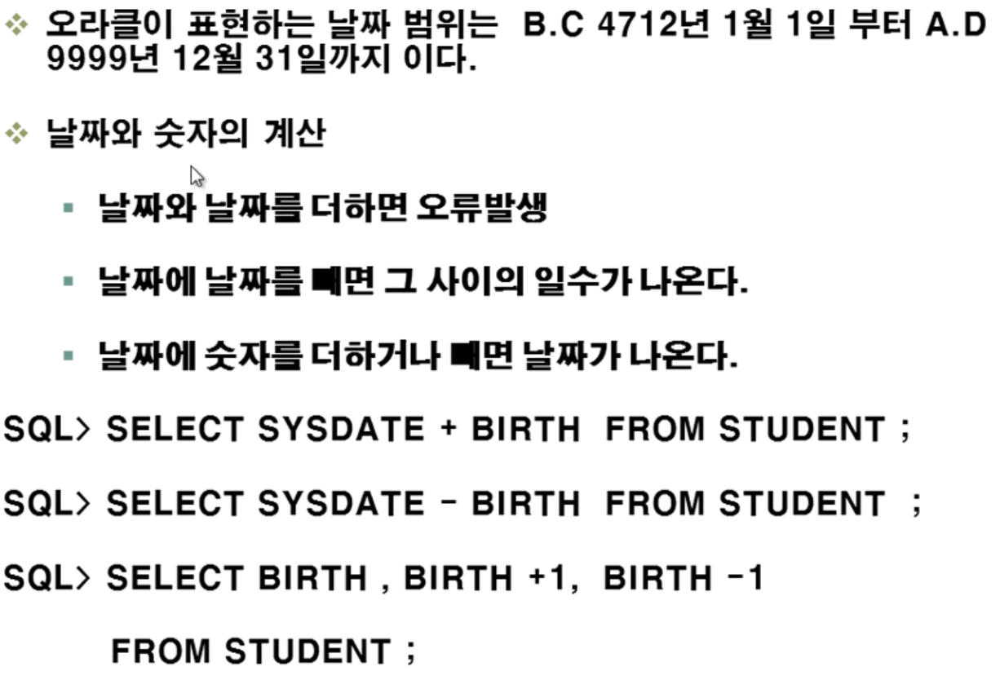 오라클이 표현하는 날짜 범위는 B.C 4712년 1월 1일 부터 A.D
9999년 12월 31일까지 이다.
날짜와 숫자의 계산
날짜와 날짜를 더하면 오류발생
날짜에 날짜를 빼면 그 사이의 일수가 나온다.
날짜에 숫자를 더하거나 빼면 날짜가 나온다.
SQL> SELECT SYSDATE + BIRTH FROM STUDENT ;
SQL> SELECT SYSDATE - BIRTH FROM STUDENT ;
SQL> SELECT BIRTH , BIRTH +1, BIRTH -1
FROM STUDENT ;